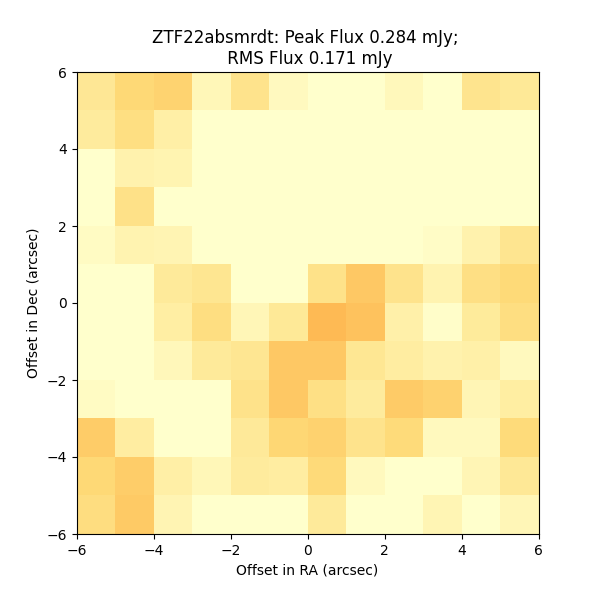 ZTF22absmrdt: Peak Flux 0.284 mJy;
RMS Flux 0.171 mJy
6
4
2
0
−2
−4
−6
Offset in Dec (arcsec)
−6 −4 −2 0 2 4 6
Offset in RA (arcsec)